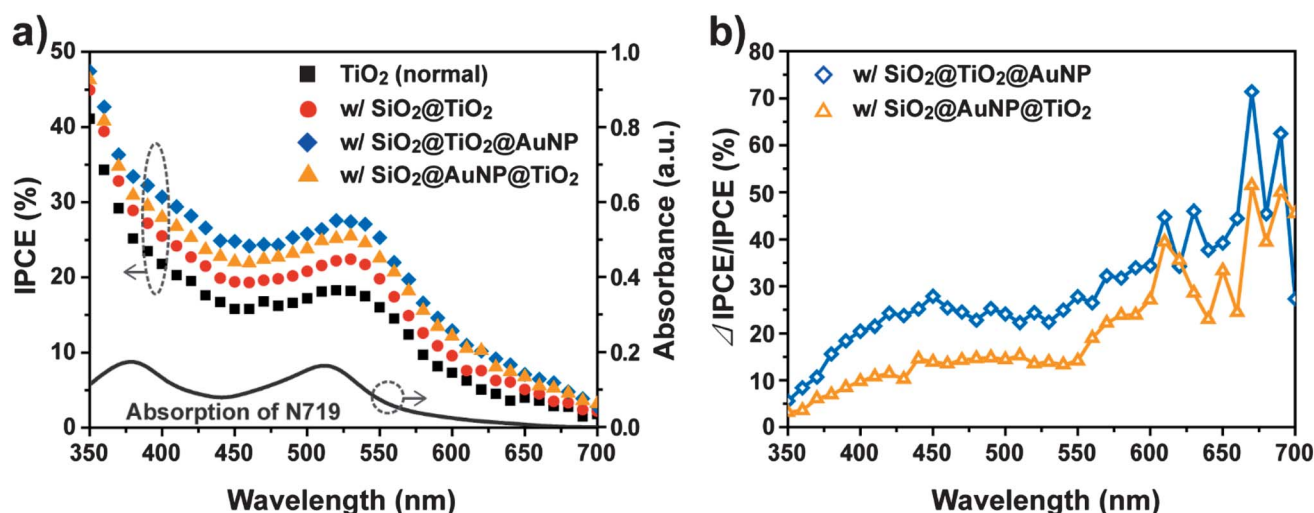 a)
IPCE (%)
50
40
30
20
10
0
TiO₂ (normal)
w/ SiO₂@TiO₂
w/ SiO₂@TiO₂@AuNP
w/ SiO₂@AuNP@TiO₂
Absorption of N719
1.0
0.8
0.6
0.4
0.2
0.0
Absorbance (a.u.)
350 400 450 500 550 600 650 700
Wavelength (nm)
b)
⊿ IPCE/IPCE (%)
80
70
60
50
40
30
20
10
0
w/ SiO₂@TiO₂@AuNP
w/ SiO₂@AuNP@TiO₂
350 400 450 500 550 600 650 700
Wavelength (nm)